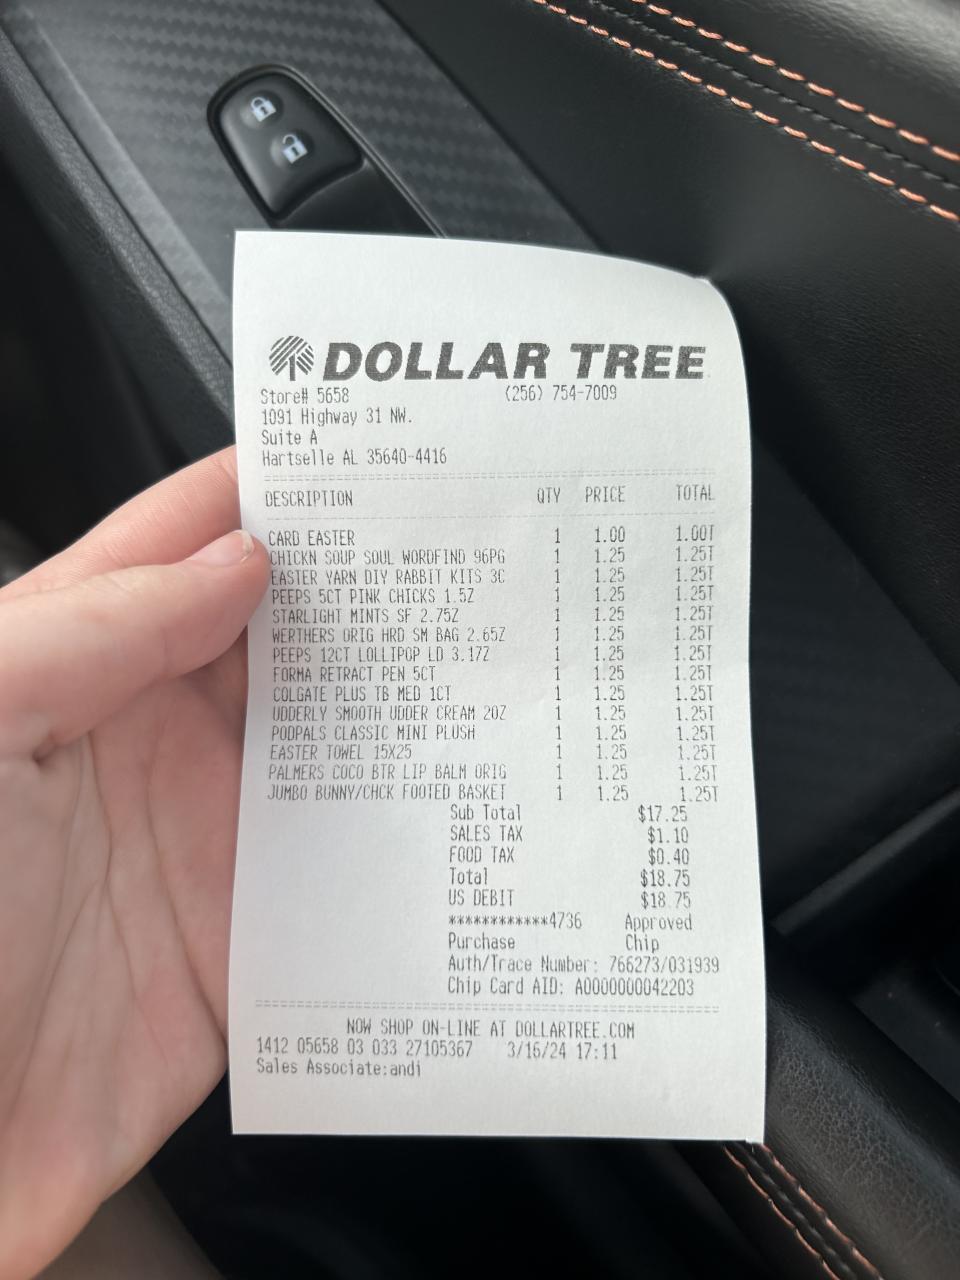 DOLLAR TREE
Store# 5658 (256) 754-7009
1091 Highway 31 NW.
Suite A
Hartselle AL 35640-4416
DESCRIPTION QTY PRICE TOTAL
CARD EASTER 1 1.00 1.00T
CHICKN SOUP SOUL WORDFIND 96PG 1 1.25 1.25T
EASTER YARN DIY RABBIT KITS 3C 1 1.25 1.25T
PEEPS 5CT PINK CHICKS 1.5Z 1 1.25 1.25T
STARLIGHT MINTS SF 2.75Z 1 1.25 1.25T
WERTHERS ORIG HRD SM BAG 2.65Z 1 1.25 1.25T
PEEPS 12CT LOLLIPOP LD 3.17Z 1 1.25 1.25T
FORMA RETRACT PEN 5CT 1 1.25 1.25T
COLGATE PLUS TB MED 1CT 1 1.25 1.25T
UDDERLY SMOOTH UDDER CREAM 2OZ 1 1.25 1.25T
PODPALS CLASSIC MINI PLUSH 1 1.25 1.25T
EASTER TOWEL 15X25 1 1.25 1.25T
PALMERS COCO BTR LIP BALM ORIG 1 1.25 1.25T
JUMBO BUNNY/CHCK FOOTED BASKET 1 1.25 1.25T
Sub Total $17.25
SALES TAX $1.10
FOOD TAX $0.40
Total $18.75
US DEBIT $18.75
************4736 Approved
Purchase Chip
Auth/Trace Number: 766273/031939
Chip Card AID: A0000000042203
NOW SHOP ON-LINE AT DOLLARTREE.COM
1412 05658 03 033 27105367 3/16/24 17:11
Sales Associate:andi